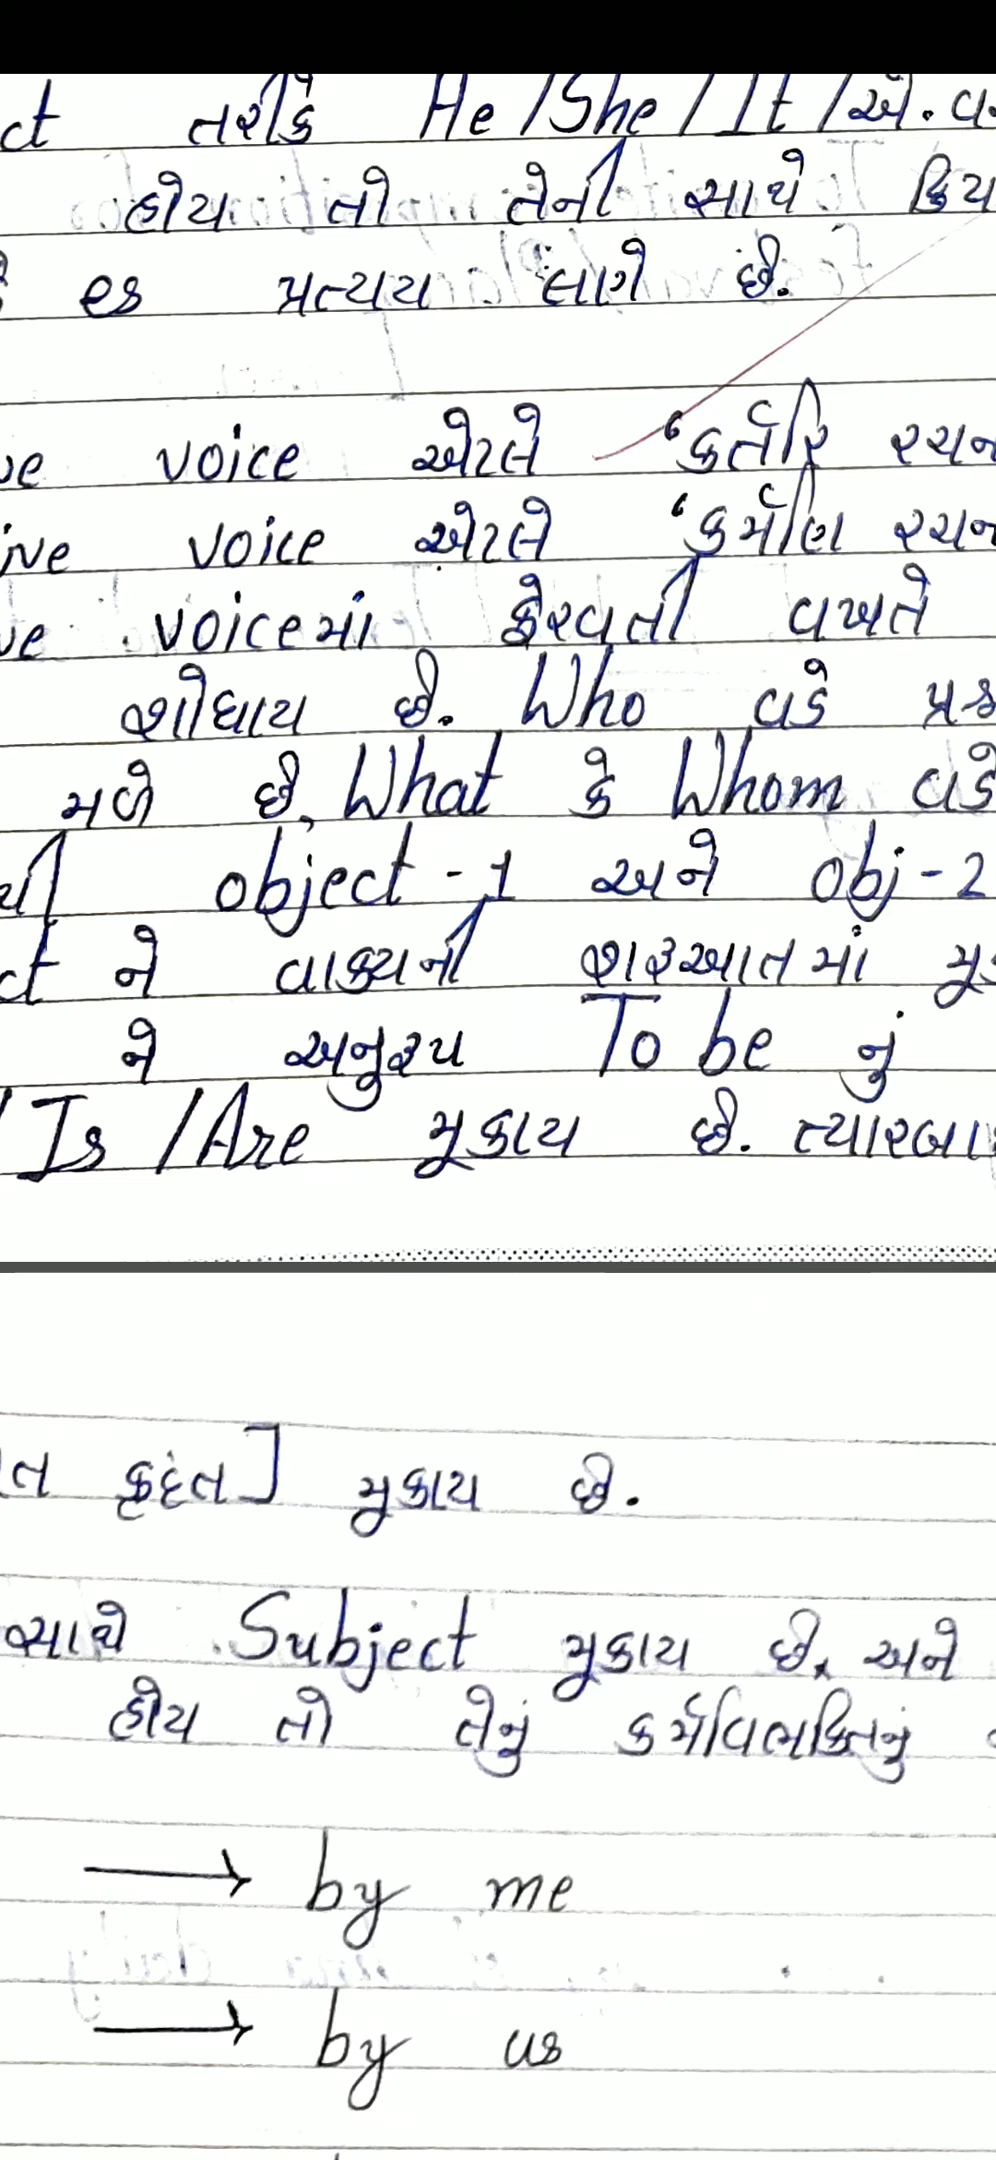 ct તરીકે He/She/It/એ.વ.
હોય તો તેની સાથે ક્રિય
es પ્રત્યય લાગે છે.
ve voice એટલે 'કર્તરિ રચન
ive voice એટલે 'કર્મણિ રચન
ve voiceમાં ફેરવતી વખતે
શોધાય છે. Who વડે પ્રશ્ન
મળે છે, What કે Whom વડે
થી object-1 અને obj-2
ct ને વાક્યની શરૂઆતમાં મૂક
ને અનુરૂપ To be નું
/Is/Are મૂકાય છે. ત્યારબા
ત કૃદંત] મૂકાય છે.
સાથે Subject મૂકાય છે. અને
હોય તો તેનું કર્મવિભક્તિનું
→ by me
→ by us